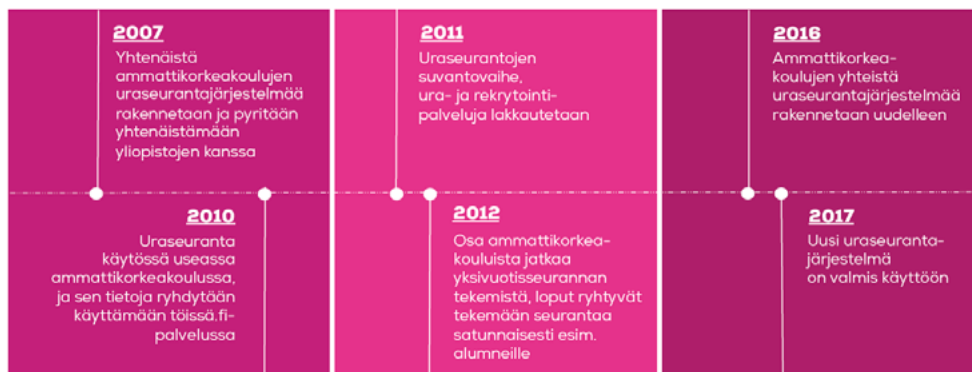 2007
Yhtenäistä
ammattikorkeakoulujen
uraseurantajärjestelmää
rakennetaan ja pyritään
yhtenäistämään
yliopistojen kanssa
2010
Uraseuranta
käytössä useassa
ammattikorkeakoulussa,
ja sen tietoja ryhdytään
käyttämään töissä.fi-
palvelussa
2011
Uraseurantojen
suvantovaihe,
ura- ja rekrytointi-
palveluja lakkautetaan
2012
Osa ammattikorkea-
kouluista jatkaa
yksivuotisseurannan
tekemistä, loput ryhtyvät
tekemään seurantaa
satunnaisesti esim.
alumneille
2016
Ammattikorkea-
koulujen yhteistä
uraseurantajärjestelmää
rakennetaan uudelleen
2017
Uusi uraseuranta-
järjestelmä
on valmis käyttöön